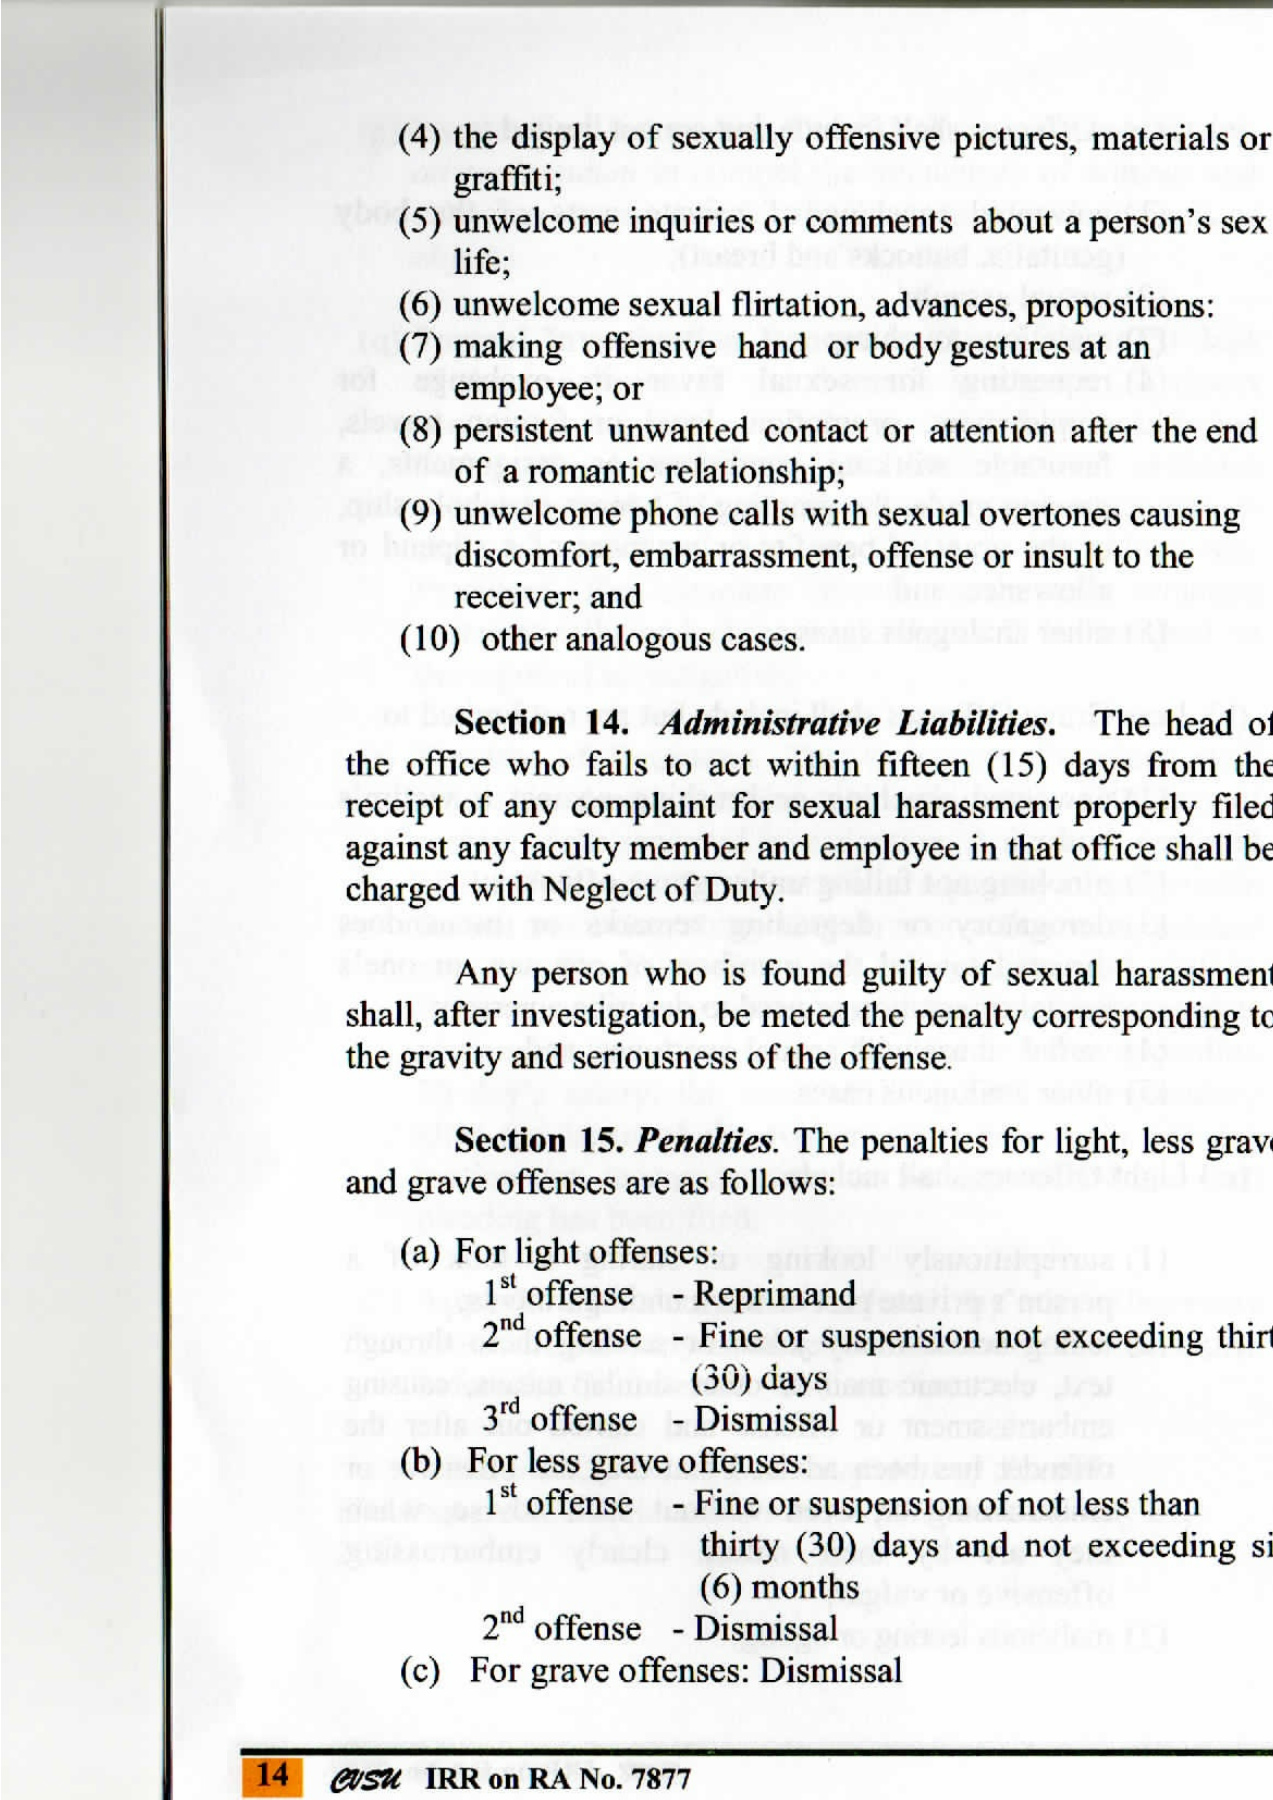 (4) the display of sexually offensive pictures, materials or
graffiti;
(5) unwelcome inquiries or comments about a person's sex
life;
(6) unwelcome sexual flirtation, advances, propositions:
(7) making offensive hand or body gestures at an
employee; or
(8) persistent unwanted contact or attention after the end
of a romantic relationship;
(9) unwelcome phone calls with sexual overtones causing
discomfort, embarrassment, offense or insult to the
receiver; and
(10) other analogous cases.
Section 14. Administrative Liabilities. The head of
the office who fails to act within fifteen (15) days from the
receipt of any complaint for sexual harassment properly filed
against any faculty member and employee in that office shall be
charged with Neglect of Duty.
Any person who is found guilty of sexual harassment
shall, after investigation, be meted the penalty corresponding to
the gravity and seriousness of the offense.
Section 15. Penalties. The penalties for light, less grave
and grave offenses are as follows:
(a) For light offenses:
1st offense - Reprimand
2nd offense - Fine or suspension not exceeding thirt
(30) days
3rd offense - Dismissal
(b) For less grave offenses:
1st offense - Fine or suspension of not less than
thirty (30) days and not exceeding si
(6) months
2nd offense - Dismissal
(c) For grave offenses: Dismissal
14 CVSU IRR on RA No. 7877